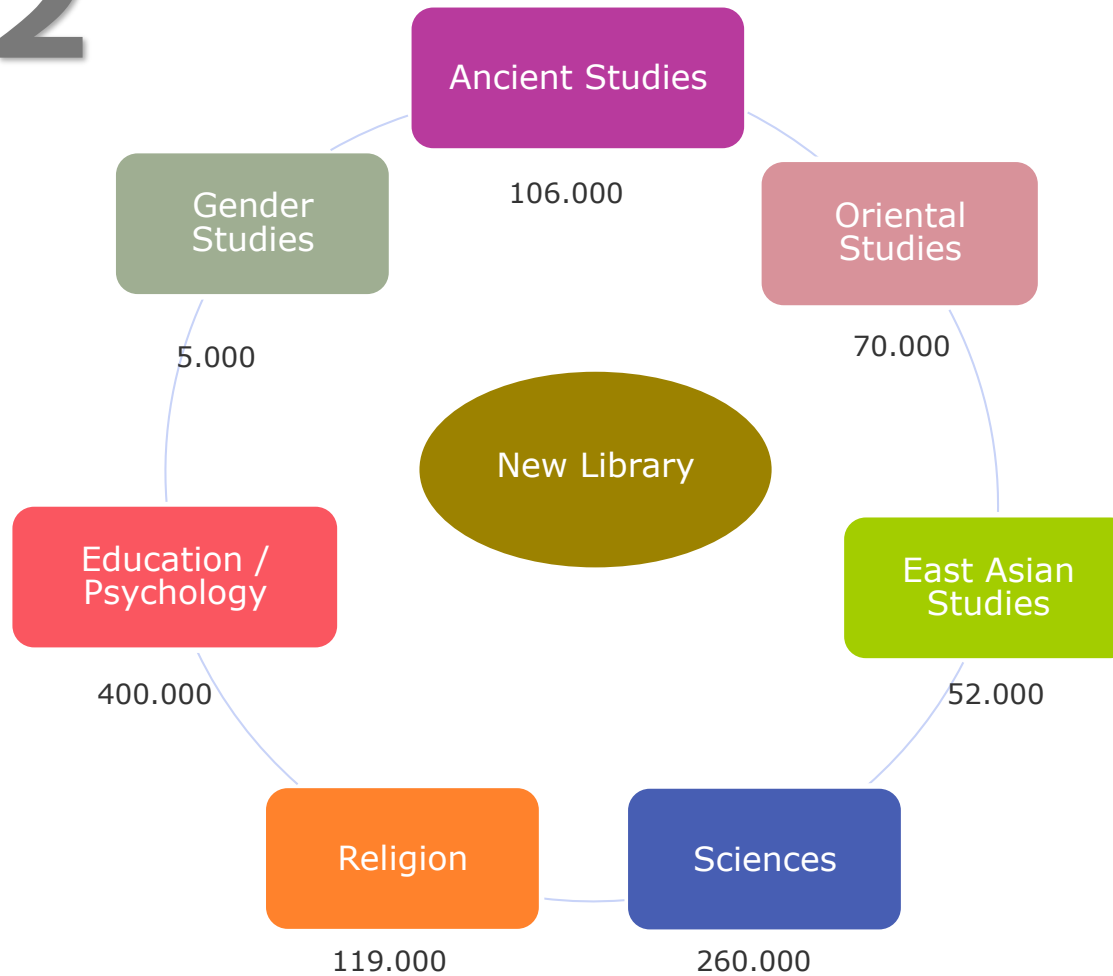 2
Ancient Studies
106.000
Oriental
Studies
70.000
East Asian
Studies
52.000
Sciences
260.000
Religion
119.000
Education /
Psychology
400.000
Gender
Studies
5.000
New Library